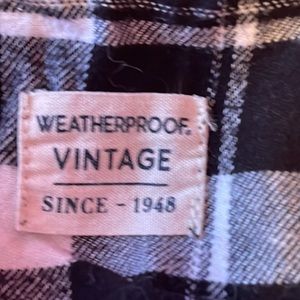 WEATHERPROOF®
VINTAGE
SINCE - 1948